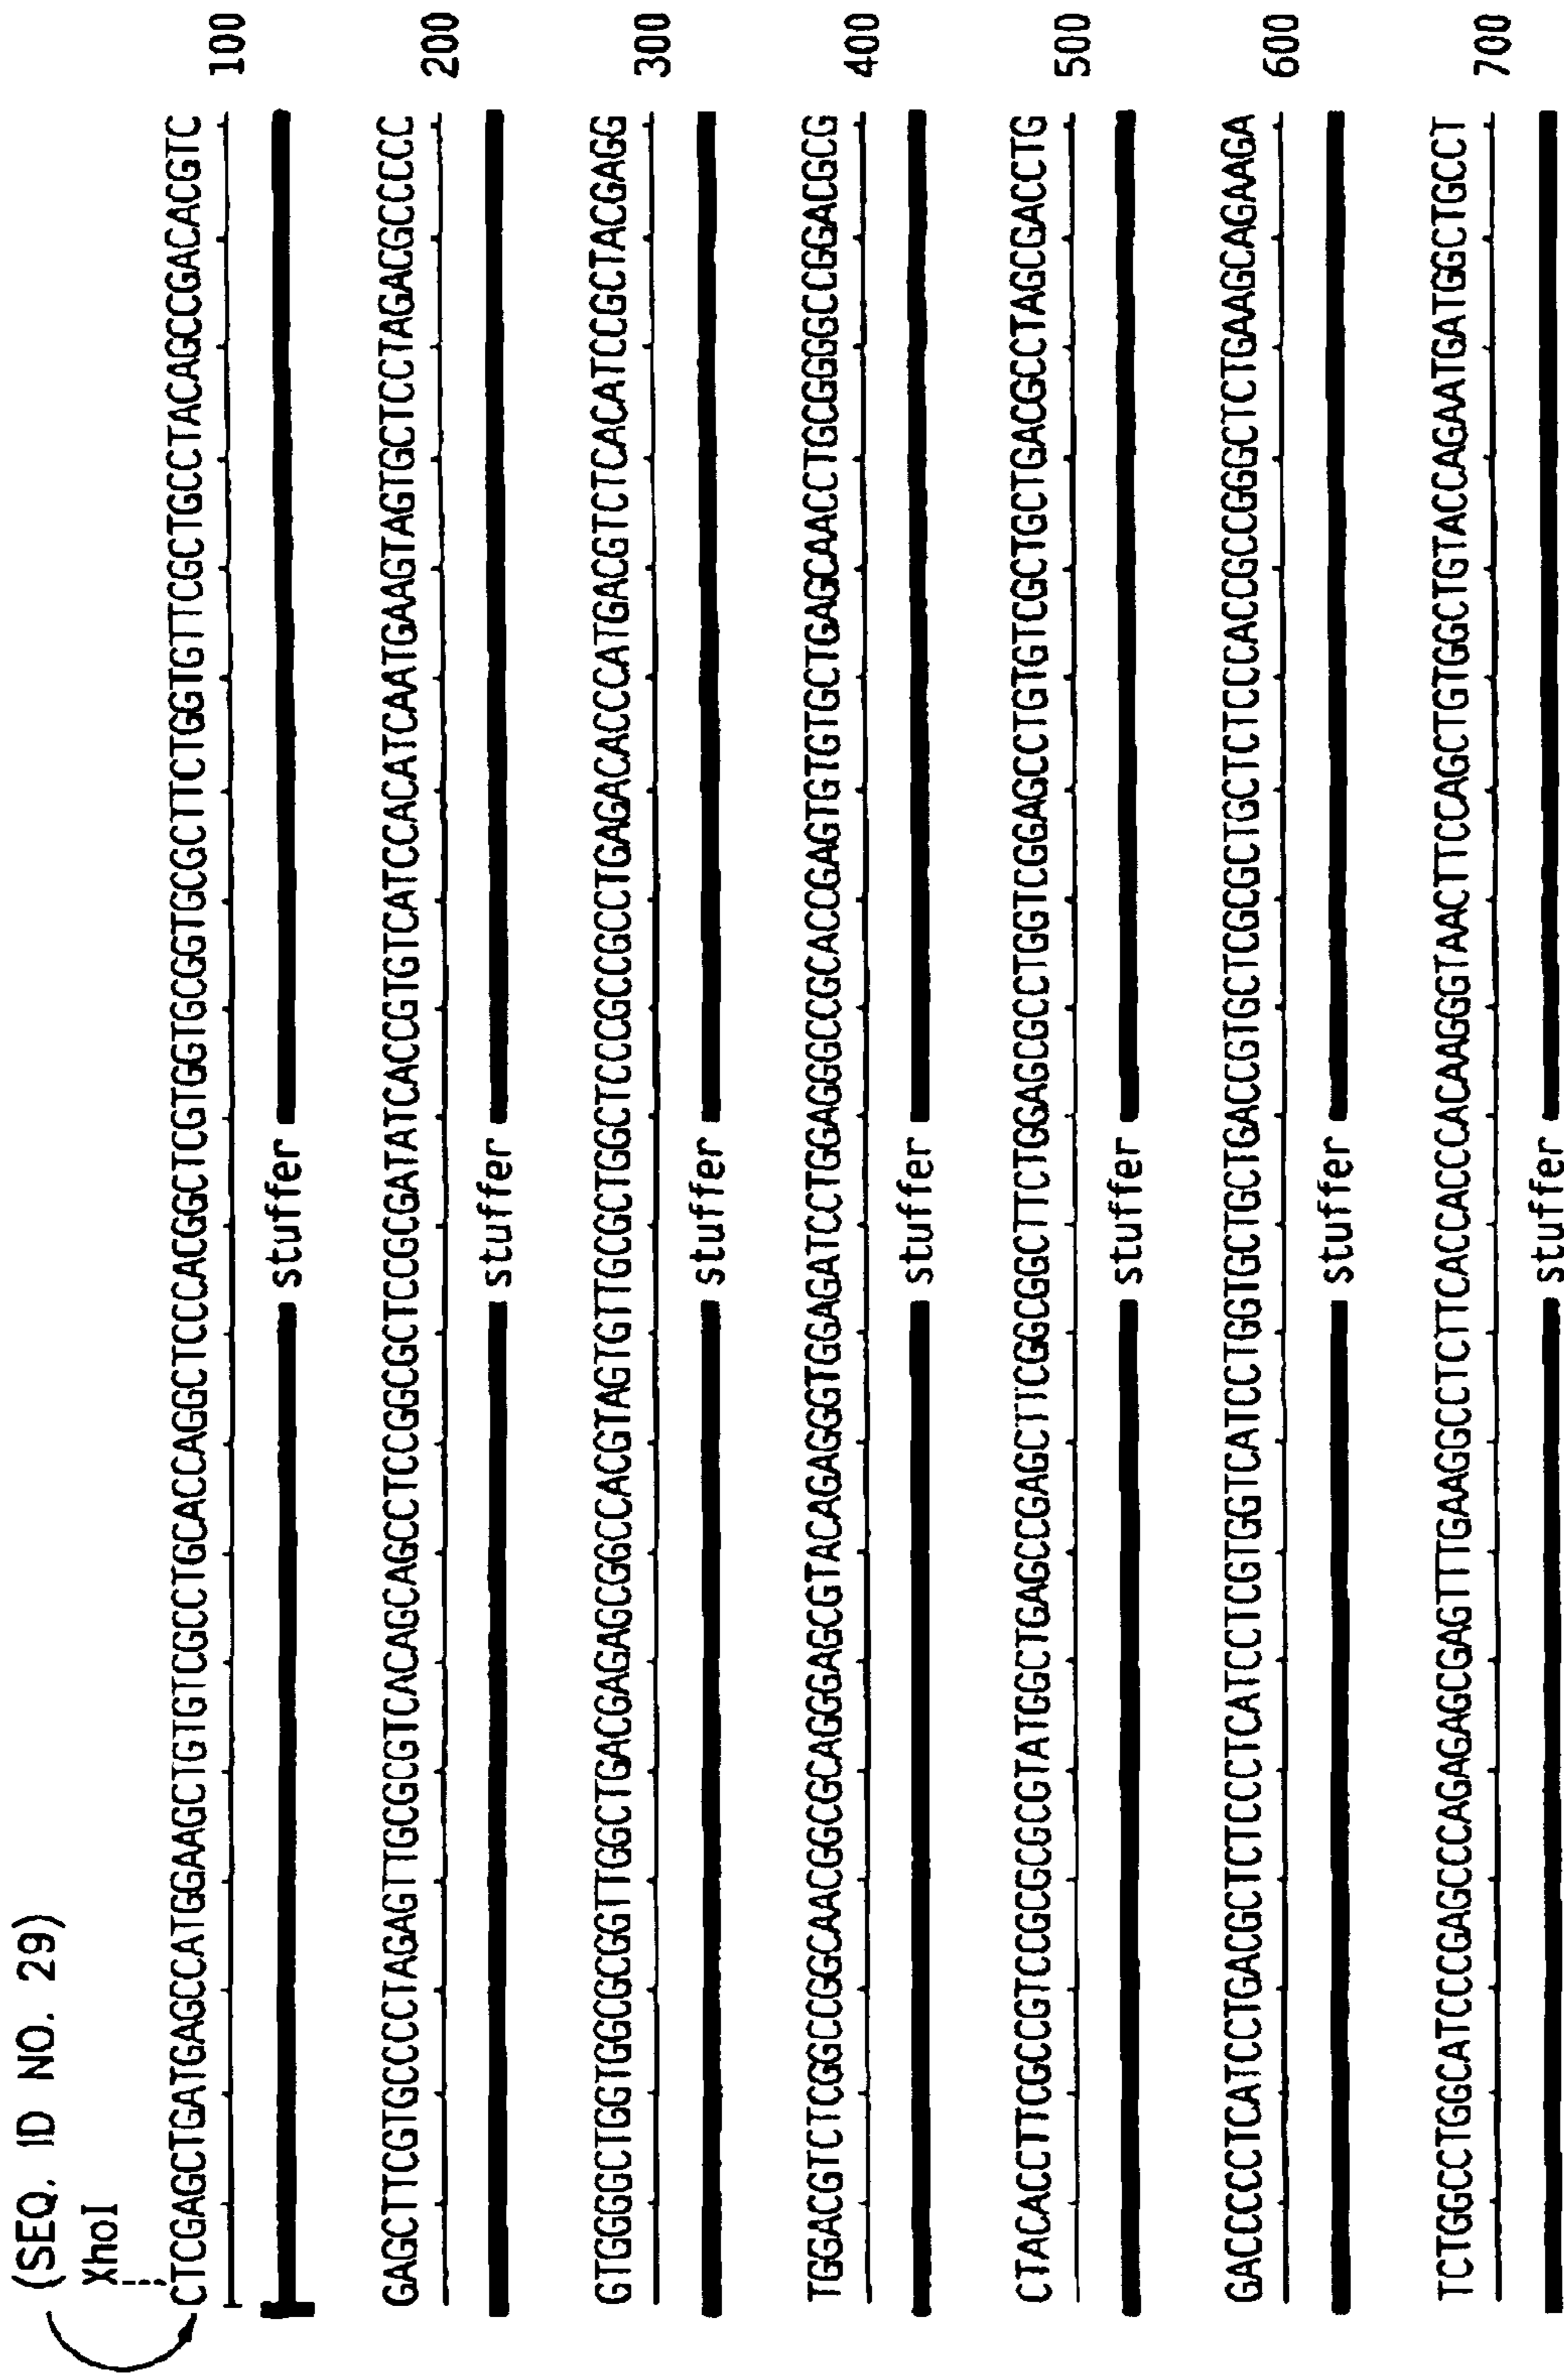 (SEQ. ID NO. 29)
XhoI
CTCGAGCTGATGAGCCATGGAAGCTGTGTCGCCTGCACCAGGCTCCCACGGCTCGTGGTGCGGTGCGCTTCTGGTGTTCGCTGCCTACAGCCGACACGTC 100
stuffer
GAGCTTCGTGTGCCCCTAGAGTTGCGCGTCACAGCAGCCTCCGGCGCTCCGCGATATCACCGTGTCATCCACATCAATGAAGTAGTGCTCCTAGACGCCCCC 200
stuffer
GTGGGGCTGGTGGCGCGGTTGGCTGACGAGAGCGGCCACGTAGTGTTGCGCTGGCTCCCGCCGCCTGAGACACCCATGACGTCTCACATCCGCTACGAGG 300
stuffer
TGGACGTCTCGGCCGGCAACGGCGCAGGGAGCGTACAGAGGGTGGAGATCCTGGAGGGCCGCACCGAGTGTGTGCTGAGCAACCTGCGGGGCCGGACGCG 400
stuffer
CTACACCTTCGCCGTCCGCGCGCGTATGGCTGAGCCGAGCTTCGGCGGCTTCTGGAGCGCCTGGTCGGAGCCTGTGTCGCTGCTGACGCCTAGCGACCTG 500
stuffer
GACCCCCTCATCCTGACGCTCTCCCTCATCCTCGTGGTCATCCTGGTGCTGCTGACCGTGCTCGCGCTGCTCTCCCACCGCCGGGCTCTGAAGCAGAAGA 600
stuffer
TCTGGCCTGGCATCCCGAGCCCAGAGAGCGAGTTTGAAGGCCTCTTCACCACCCACAAGGGTAACTTCCAGCTGTGGCTGTACCAGAATGATGGCTGCCT 700
stuffer